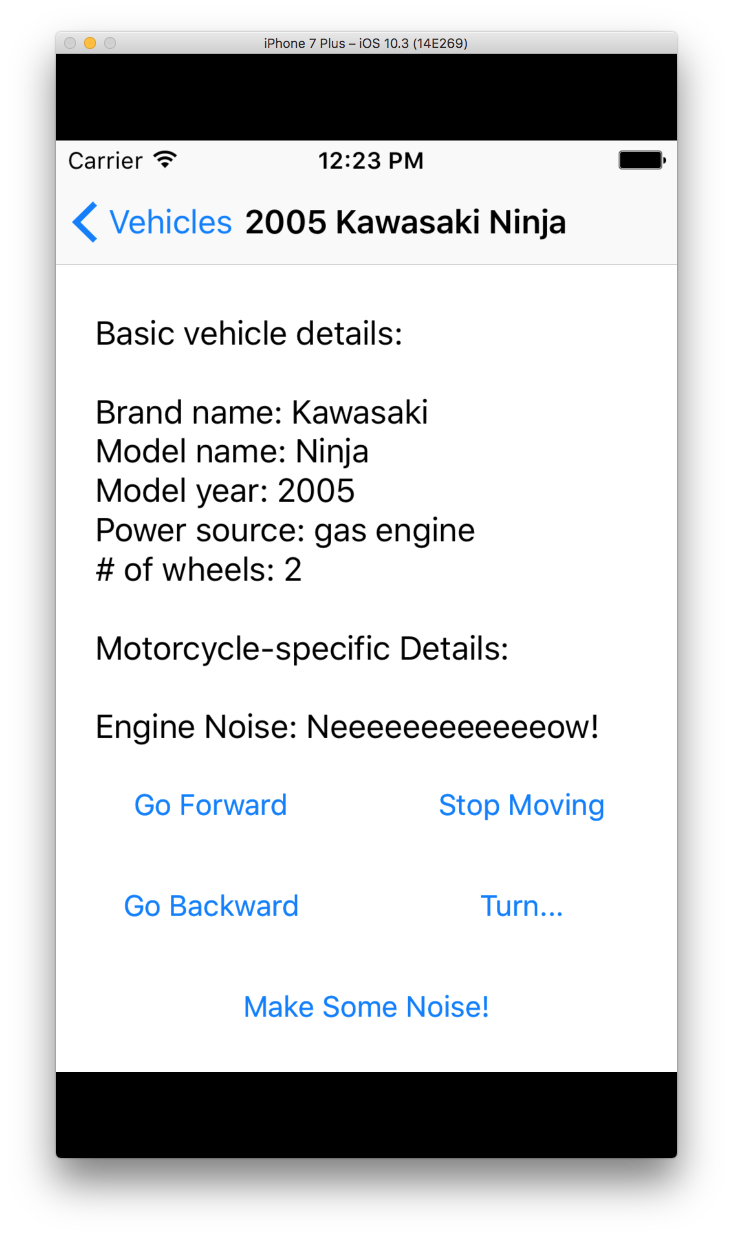 iPhone 7 Plus – iOS 10.3 (14E269)
Carrier 12:23 PM
Vehicles 2005 Kawasaki Ninja
Basic vehicle details:
Brand name: Kawasaki
Model name: Ninja
Model year: 2005
Power source: gas engine
# of wheels: 2
Motorcycle-specific Details:
Engine Noise: Neeeeeeeeeeeeow!
Go Forward Stop Moving
Go Backward Turn...
Make Some Noise!